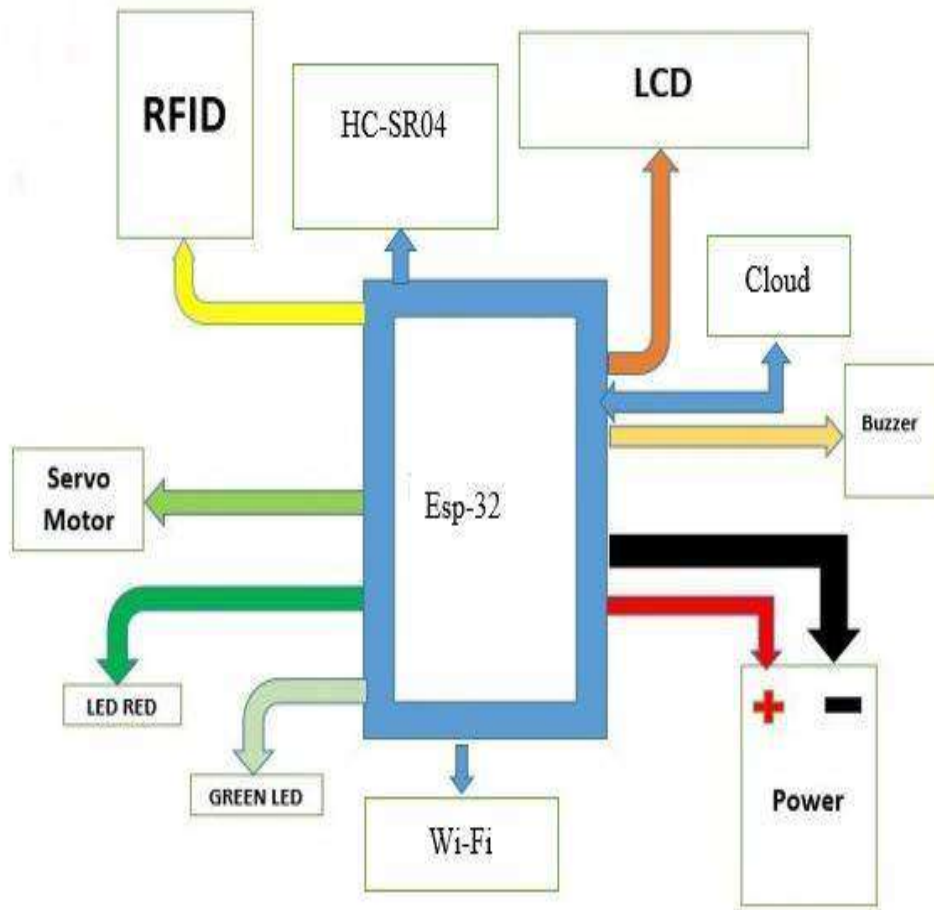 RFID
HC-SR04
LCD
Cloud
Buzzer
Servo
Motor
Esp-32
LED RED
GREEN LED
Wi-Fi
+ -
Power